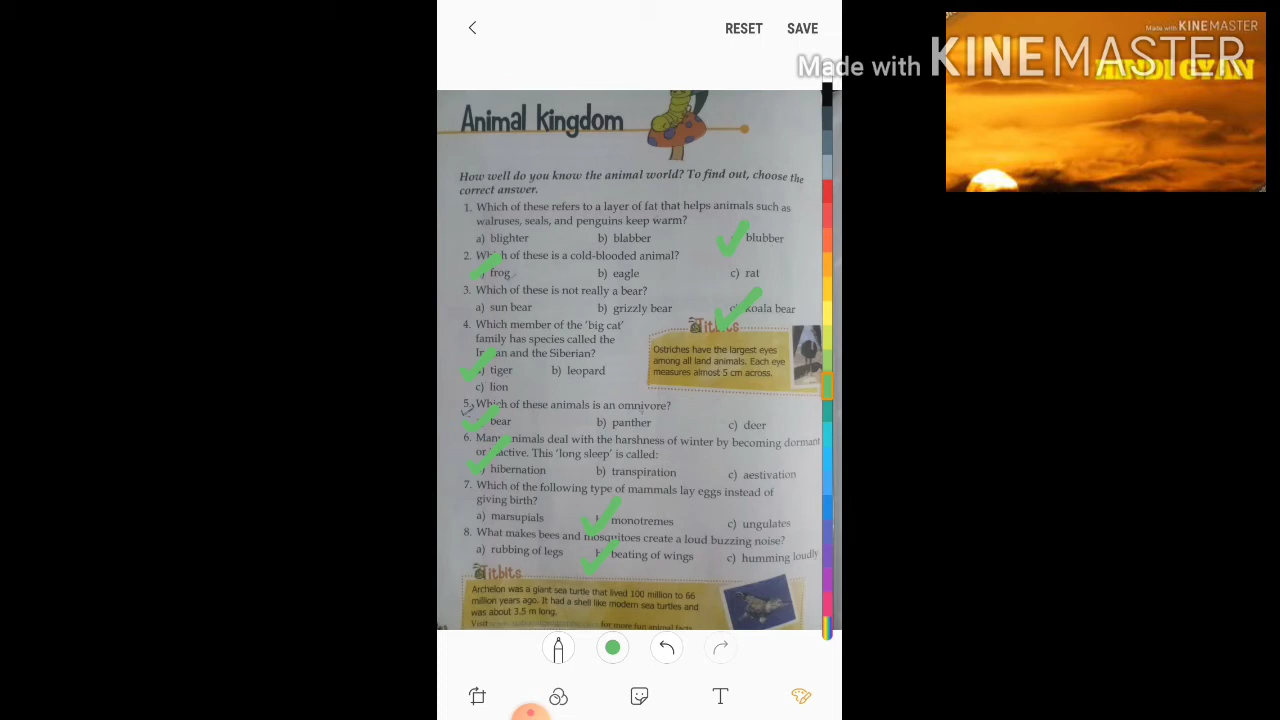 RESET SAVE
Made with KINEMASTER
Made with KINEMASTER
Animal kingdom
How well do you know the animal world? To find out, choose the
correct answer.
1. Which of these refers to a layer of fat that helps animals such as
walruses, seals, and penguins keep warm?
a) blighter b) blabber blubber
2. Which of these is a cold-blooded animal?
a) frog b) eagle c) rat
3. Which of these is not really a bear?
a) sun bear b) grizzly bear c) koala bear
4. Which member of the 'big cat'
family has species called the
Indian and the Siberian?
a) tiger b) leopard
c) lion
Titbits
Ostriches have the largest eyes
among all land animals. Each eye
measures almost 5 cm across.
5. Which of these animals is an omnivore?
bear b) panther c) deer
6. Many animals deal with the harshness of winter by becoming dormant
or inactive. This 'long sleep' is called:
hibernation b) transpiration c) aestivation
7. Which of the following type of mammals lay eggs instead of
giving birth?
a) marsupials b) monotremes c) ungulates
8. What makes bees and mosquitoes create a loud buzzing noise?
a) rubbing of legs b) beating of wings c) humming loudly
Titbits
Archelon was a giant sea turtle that lived 100 million to 66
million years ago. It had a shell like modern sea turtles and
was about 3.5 m long.
Visit for more fun animal facts
T